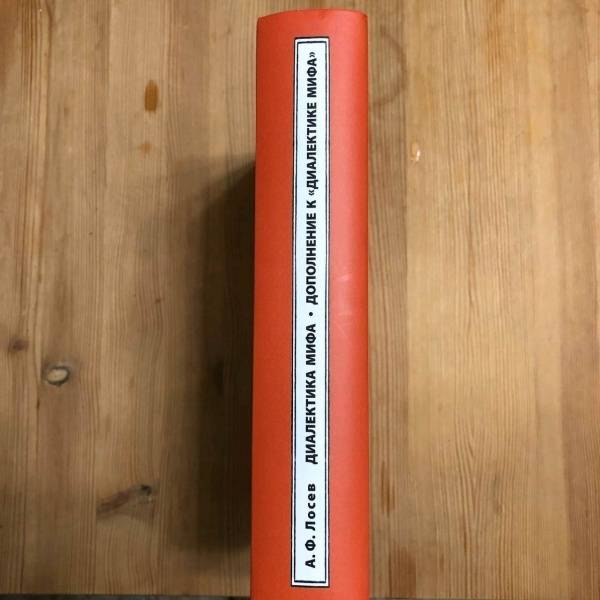 А. Ф. Лосев ДИАЛЕКТИКА МИФА • ДОПОЛНЕНИЕ К «ДИАЛЕКТИКЕ МИФА»